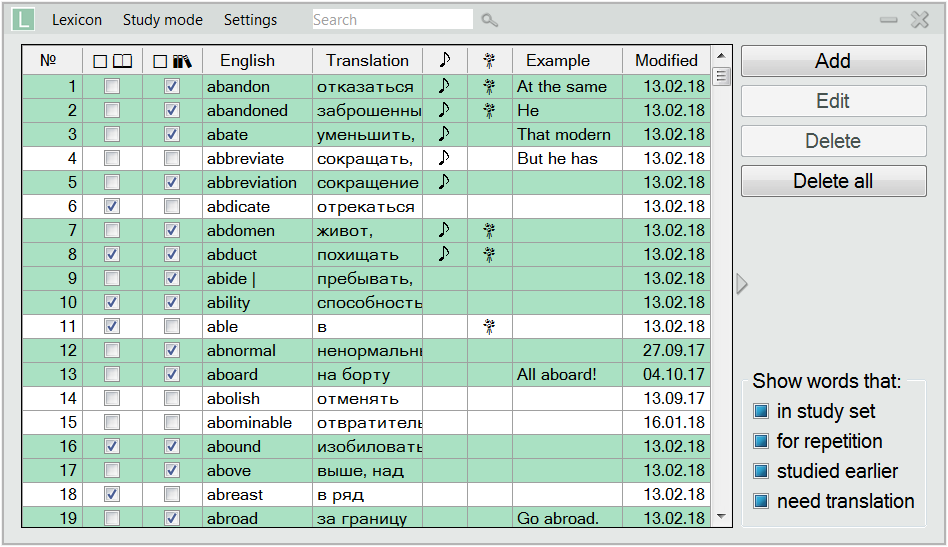 L Lexicon Study mode Settings Search
№ English Translation Example Modified
1 abandon отказаться At the same 13.02.18
2 abandoned заброшенны He 13.02.18
3 abate уменьшить, That modern 13.02.18
4 abbreviate сокращать, But he has 13.02.18
5 abbreviation сокращение 13.02.18
6 abdicate отрекаться 13.02.18
7 abdomen живот, 13.02.18
8 abduct похищать 13.02.18
9 abide | пребывать, 13.02.18
10 ability способность 13.02.18
11 able в 13.02.18
12 abnormal ненормальны 27.09.17
13 aboard на борту All aboard! 04.10.17
14 abolish отменять 13.09.17
15 abominable отвратитель 16.01.18
16 abound изобиловать 13.02.18
17 above выше, над 13.02.18
18 abreast в ряд 13.02.18
19 abroad за границу Go abroad. 13.02.18
Add
Edit
Delete
Delete all
Show words that:
in study set
for repetition
studied earlier
need translation